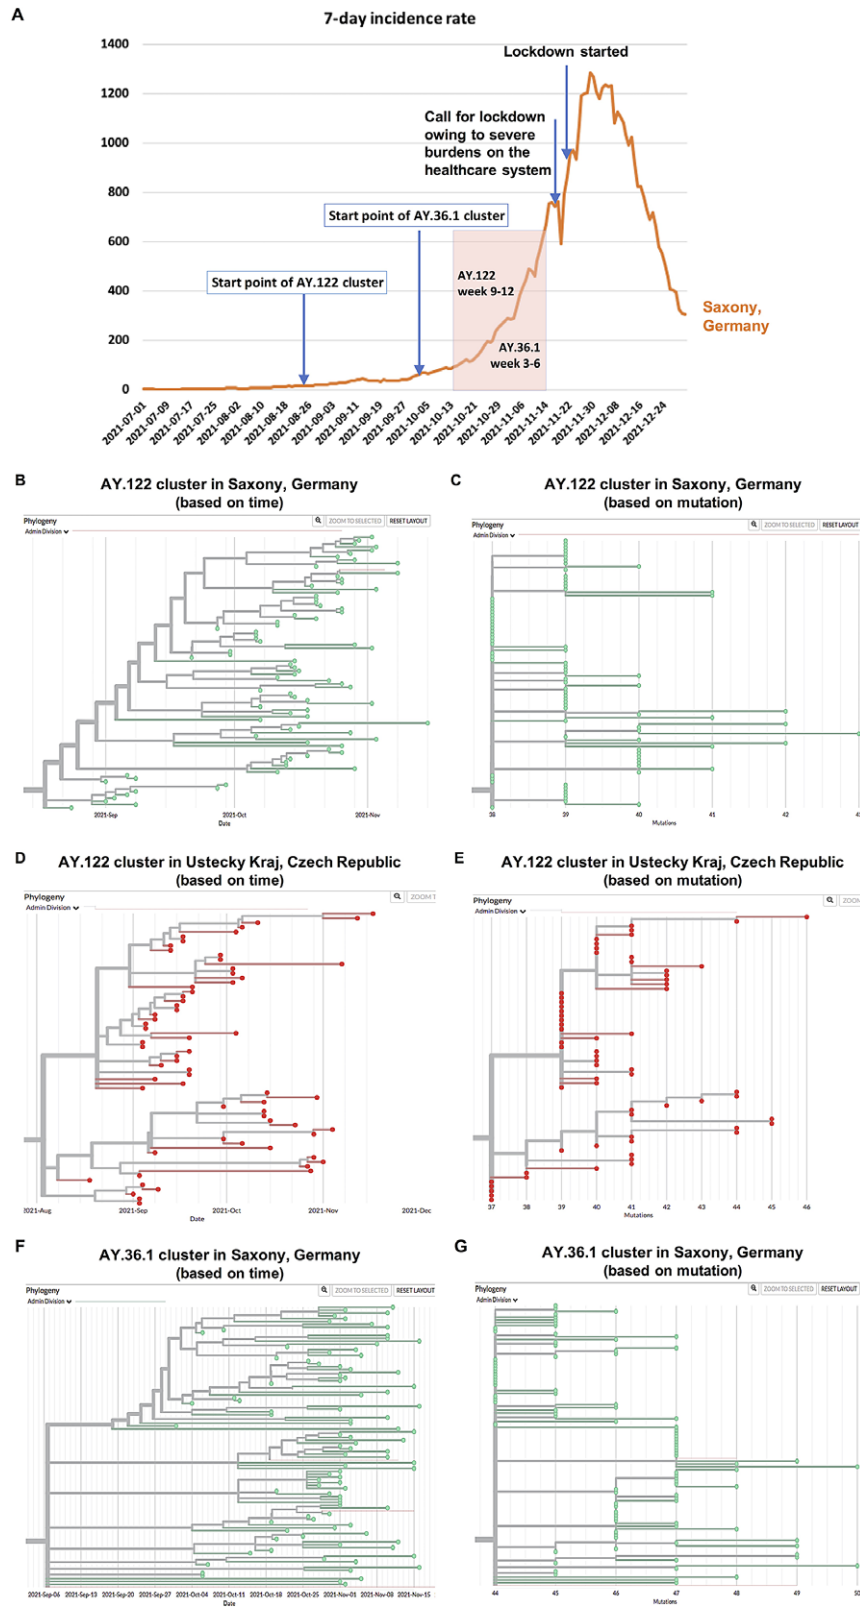 A
7-day incidence rate
1400
1200
1000
800
600
400
200
0
Lockdown started
Call for lockdown
owing to severe
burdens on the
healthcare system
Start point of AY.36.1 cluster
Start point of AY.122 cluster
AY.122
week 9-12
AY.36.1
week 3-6
Saxony,
Germany
2021-07-01
2021-07-09
2021-07-17
2021-07-25
2021-08-02
2021-08-10
2021-08-18
2021-08-26
2021-09-03
2021-09-11
2021-09-19
2021-09-27
2021-10-05
2021-10-13
2021-10-21
2021-10-29
2021-11-06
2021-11-14
2021-11-22
2021-11-30
2021-12-08
2021-12-16
2021-12-24
B
AY.122 cluster in Saxony, Germany
(based on time)
Phylogeny
ZOOM TO SELECTED
RESET LAYOUT
Admin Division
2021-Sep
2021-Oct
2021-Nov
Date
C
AY.122 cluster in Saxony, Germany
(based on mutation)
Phylogeny
ZOOM TO SELECTED
RESET LAYOUT
Admin Division
38
39
40
41
42
Mutations
D
AY.122 cluster in Ustecky Kraj, Czech Republic
(based on time)
Phylogeny
ZOOM T
Admin Division
2021-Aug
2021-Sep
2021-Oct
2021-Nov
2021-Dec
Date
E
AY.122 cluster in Ustecky Kraj, Czech Republic
(based on mutation)
Phylogeny
ZOOM
Admin Division
37
38
39
40
41
42
43
44
45
46
Mutations
F
AY.36.1 cluster in Saxony, Germany
(based on time)
Phylogeny
ZOOM TO SELECTED
RESET LAYOUT
Admin Division
2021-Sep-06
2021-Sep-13
2021-Sep-20
2021-Sep-27
2021-Oct-04
2021-Oct-11
2021-Oct-18
2021-Oct-25
2021-Nov-01
2021-Nov-08
2021-Nov-15
Date
G
AY.36.1 cluster in Saxony, Germany
(based on mutation)
Phylogeny
ZOOM TO SELECTED
RESET LAYOUT
Admin Division
44
45
46
47
48
49
50
Mutations